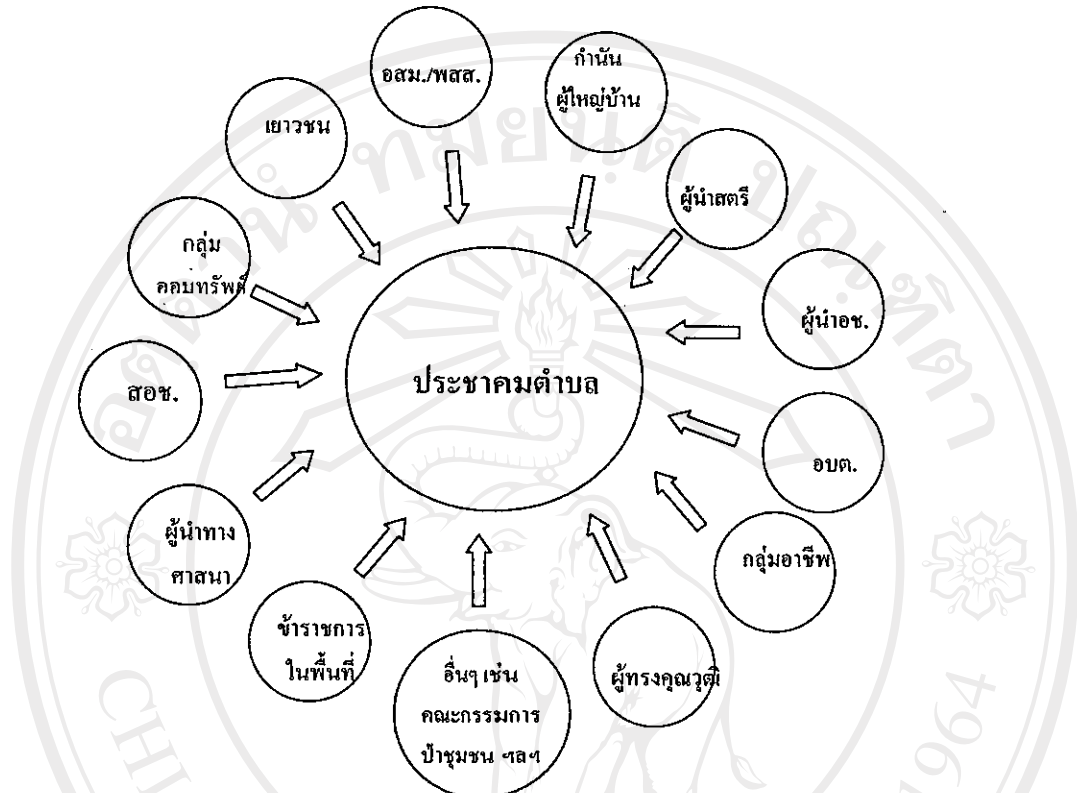 อสม./พสส.
กำนัน
ผู้ใหญ่บ้าน
เยาวชน
ผู้นำสตรี
กลุ่ม
คอบทรัพย์
ผู้นำอช.
ประชาคมตำบล
สอช.
อบต.
ผู้นำทาง
ศาสนา
กลุ่มอาชีพ
ข้าราชการ
ในพื้นที่
อื่นๆ เช่น
คณะกรรมการ
ป่าชุมชน ฯลฯ
ผู้ทรงคุณวุฒิ
CHI
1964